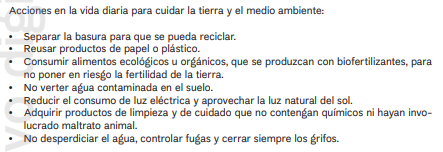 Acciones en la vida diaria para cuidar la tierra y el medio ambiente:
• Separar la basura para que se pueda reciclar.
• Reusar productos de papel o plástico.
• Consumir alimentos ecológicos u orgánicos, que se produzcan con biofertilizantes, para
no poner en riesgo la fertilidad de la tierra.
• No verter agua contaminada en el suelo.
• Reducir el consumo de luz eléctrica y aprovechar la luz natural del sol.
• Adquirir productos de limpieza y de cuidado que no contengan químicos ni hayan invo-
lucrado maltrato animal.
• No desperdiciar el agua, controlar fugas y cerrar siempre los grifos.